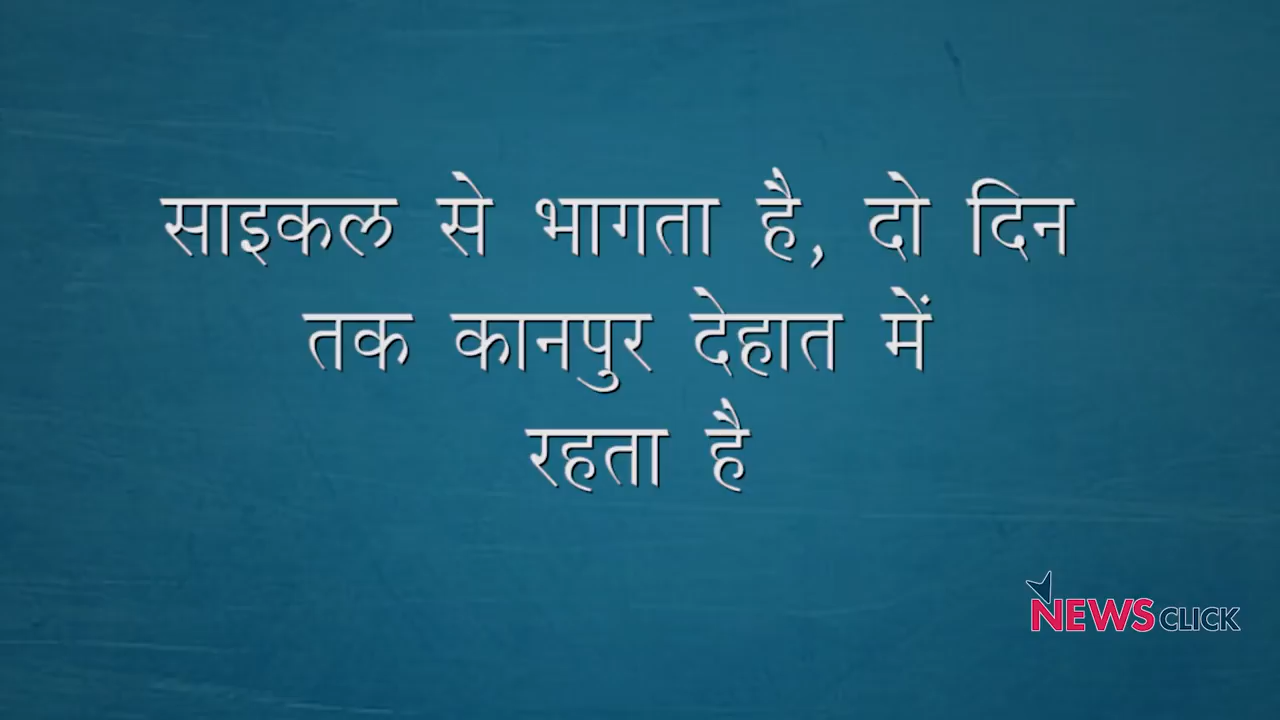 साइकल से भागता है, दो दिन
तक कानपुर देहात में
रहता है
NEWSCLICK